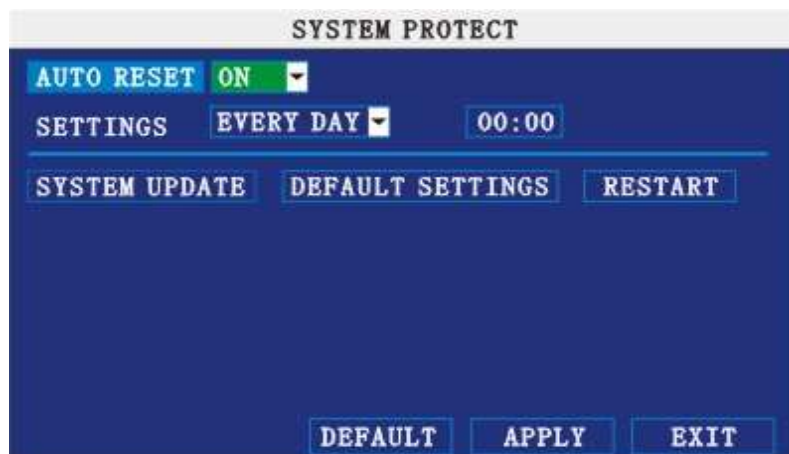 SYSTEM PROTECT
AUTO RESET ON
SETTINGS EVERY DAY 00:00
SYSTEM UPDATE DEFAULT SETTINGS RESTART
DEFAULT APPLY EXIT